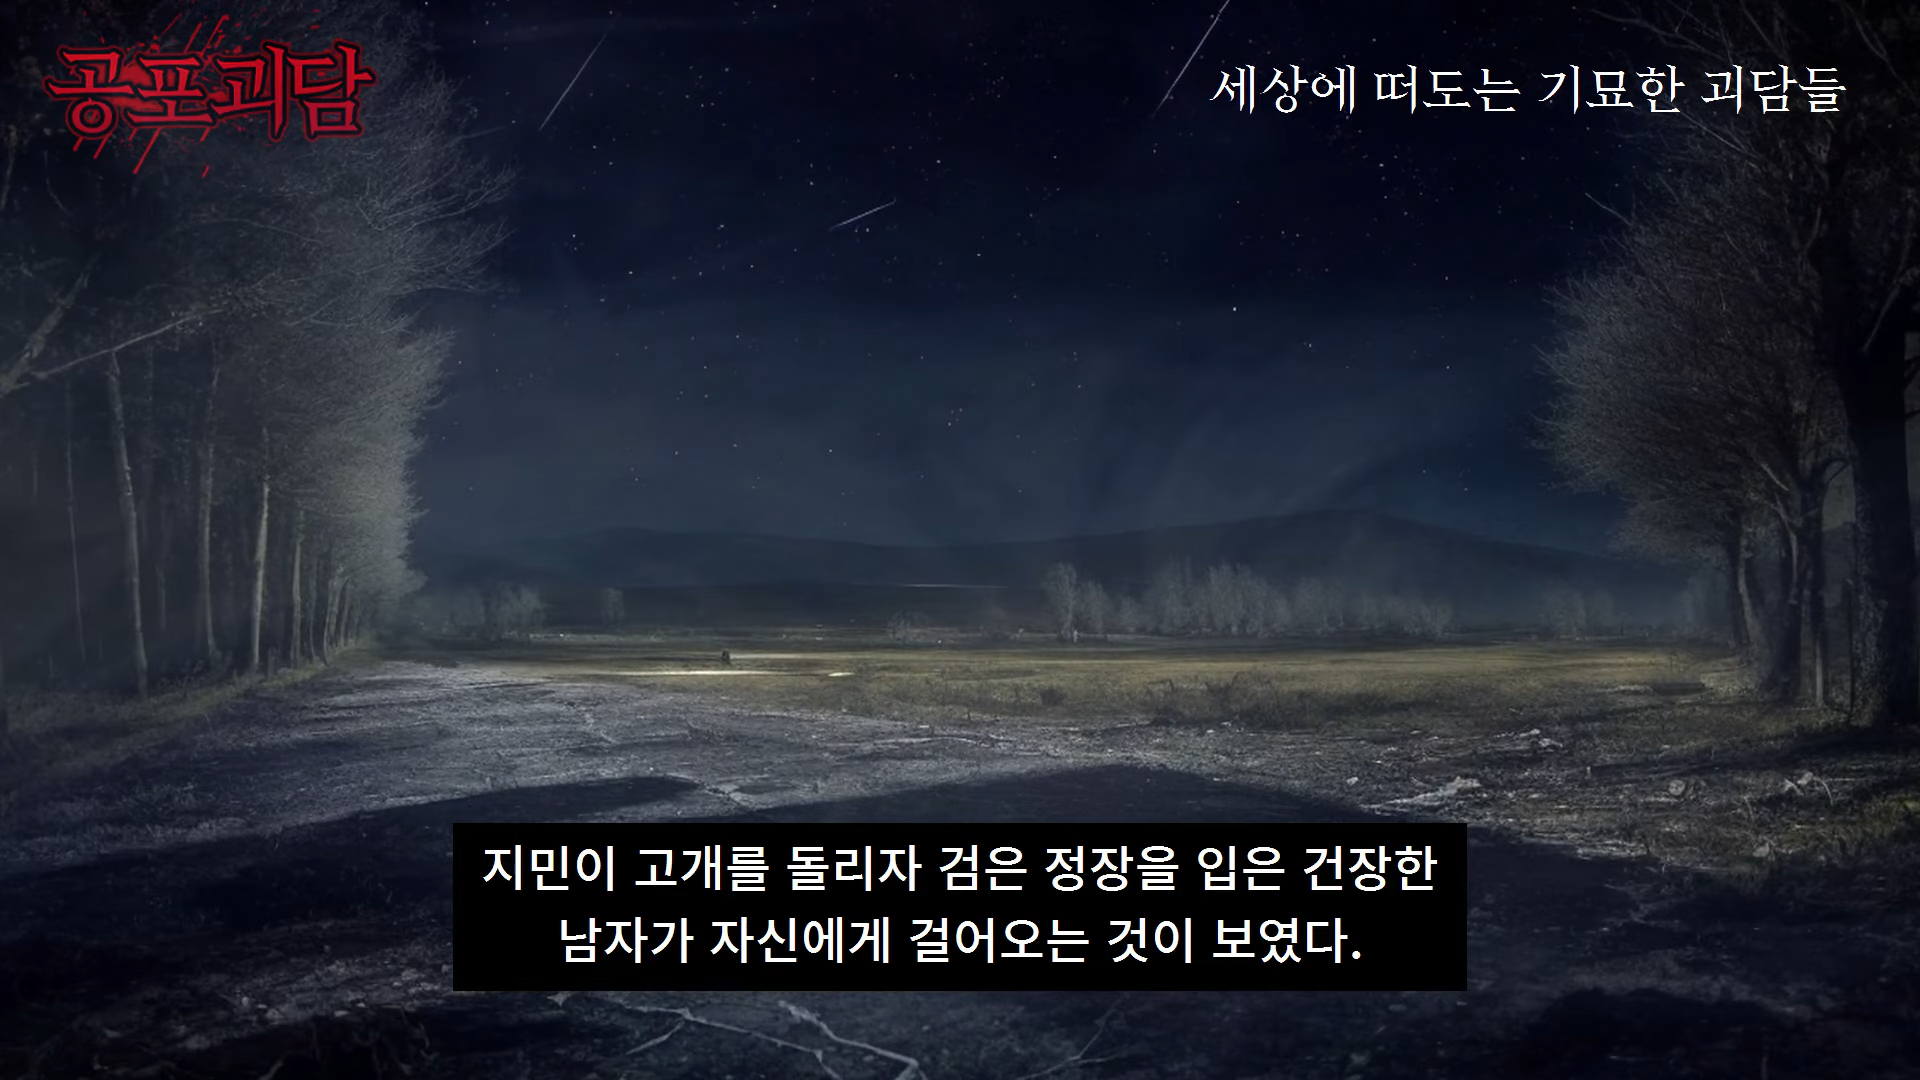 공포괴담
세상에 떠도는 기묘한 괴담들
지민이 고개를 돌리자 검은 정장을 입은 건장한
남자가 자신에게 걸어오는 것이 보였다.